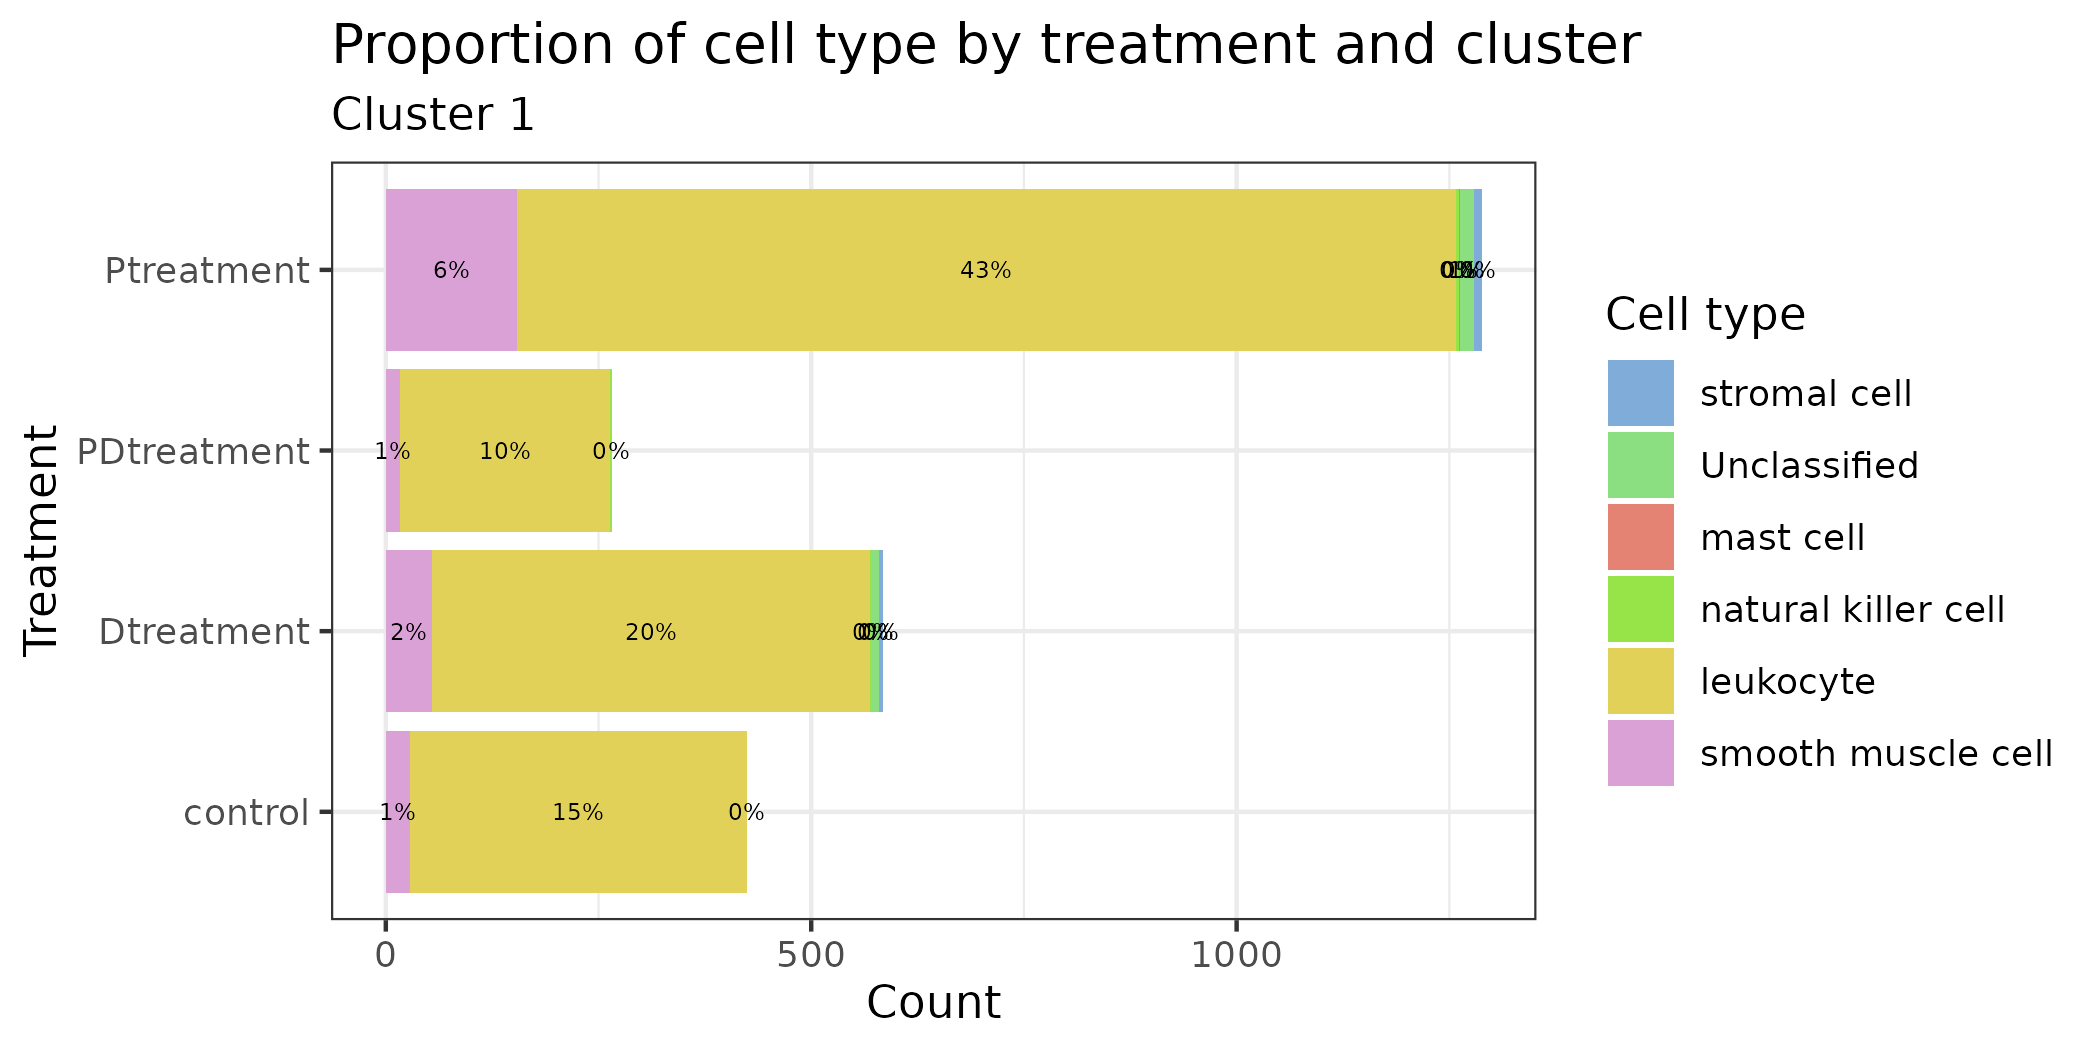 Proportion of cell type by treatment and cluster
Cluster 1
Ptreatment
6%
43%
PDtreatment
1%
10%
0%
Dtreatment
2%
20%
control
1%
15%
0%
0
500
1000
Count
Treatment
Cell type
stromal cell
Unclassified
mast cell
natural killer cell
leukocyte
smooth muscle cell